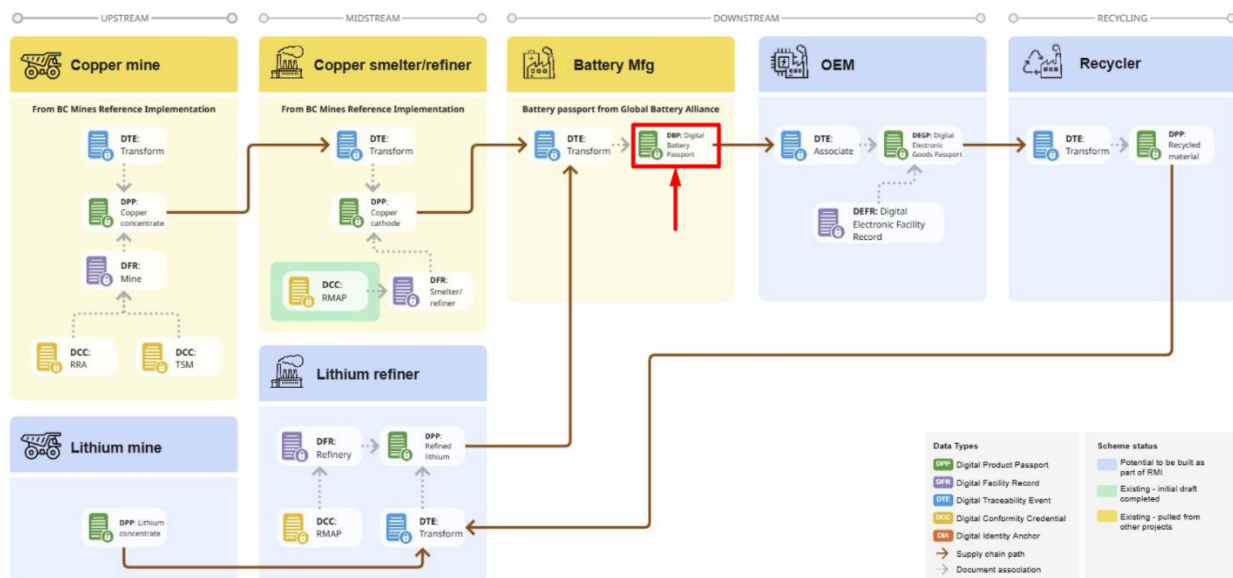 UPSTREAM
MIDSTREAM
DOWNSTREAM
RECYCLING
Copper mine
From BC Mines Reference Implementation
DTE:
Transform
DPP:
Copper
concentrate
DFR:
Mine
DCC:
RRA
DCC:
TSM
Copper smelter/refiner
From BC Mines Reference Implementation
DTE:
Transform
DPP:
Copper
cathode
DCC:
RMAP
DFR:
Smelter/
refiner
Battery Mfg
Battery passport from Global Battery Alliance
DTE:
Transform
DBP: Digital
Battery
Passport
OEM
DTE:
Associate
DEGP: Digital
Electronic
Goods Passport
DEFR: Digital
Electronic Facility
Record
Recycler
DTE:
Transform
DPP:
Recycled
material
Lithium mine
DPP: Lithium
concentrate
Lithium refiner
DFR:
Refinery
DPP:
Refined
lithium
DCC:
RMAP
DTE:
Transform
Data Types
DPP Digital Product Passport
DFR Digital Facility Record
DTE Digital Traceability Event
DCC Digital Conformity Credential
DIA Digital Identity Anchor
Supply chain path
Document association
Scheme status
Potential to be built as
part of RMI
Existing - initial draft
completed
Existing - pulled from
other projects